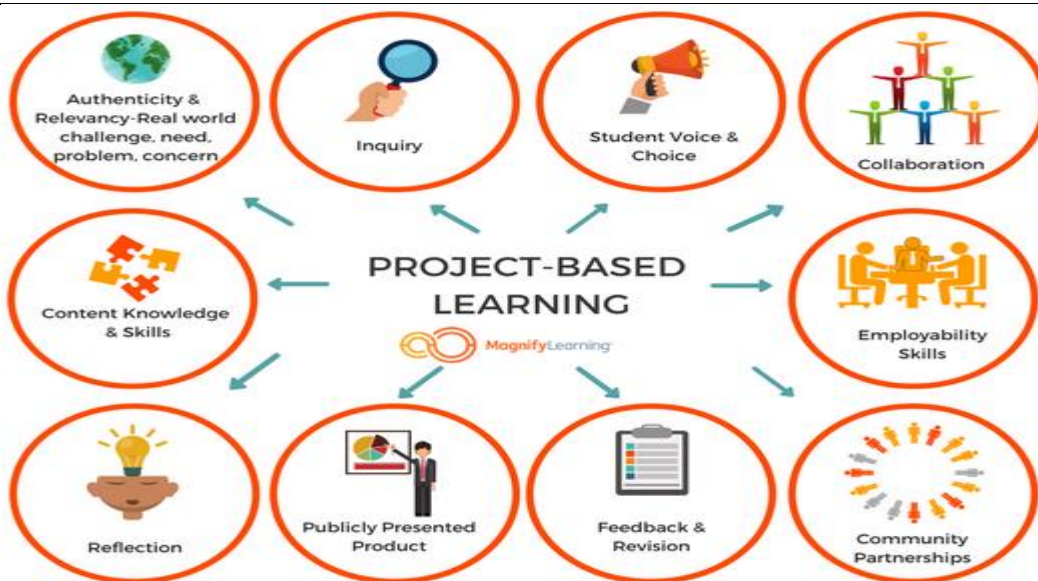 Authenticity &
Relevancy-Real world
challenge, need,
problem, concern
Inquiry
Student Voice &
Choice
Collaboration
PROJECT-BASED
LEARNING
MagnifyLearning
Content Knowledge
& Skills
Employability
Skills
Reflection
Publicly Presented
Product
Feedback &
Revision
Community
Partnerships